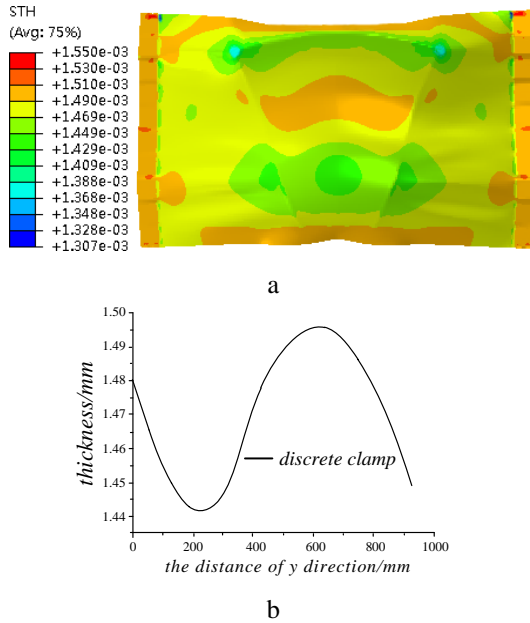 STH
(Avg: 75%)
+1.550e-03
+1.530e-03
+1.510e-03
+1.490e-03
+1.469e-03
+1.449e-03
+1.429e-03
+1.409e-03
+1.388e-03
+1.368e-03
+1.348e-03
+1.328e-03
+1.307e-03
a
1.50
1.49
1.48
1.47
1.46
1.45
1.44
thickness/mm
discrete clamp
0 200 400 600 800 1000
the distance of y direction/mm
b